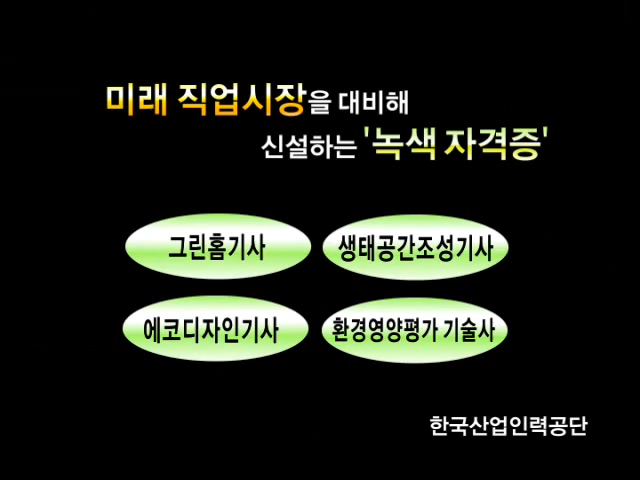 미래 직업시장을 대비해
신설하는 '녹색 자격증'
그린홈기사
생태공간조성기사
에코디자인기사
환경영양평가 기술사
한국산업인력공단